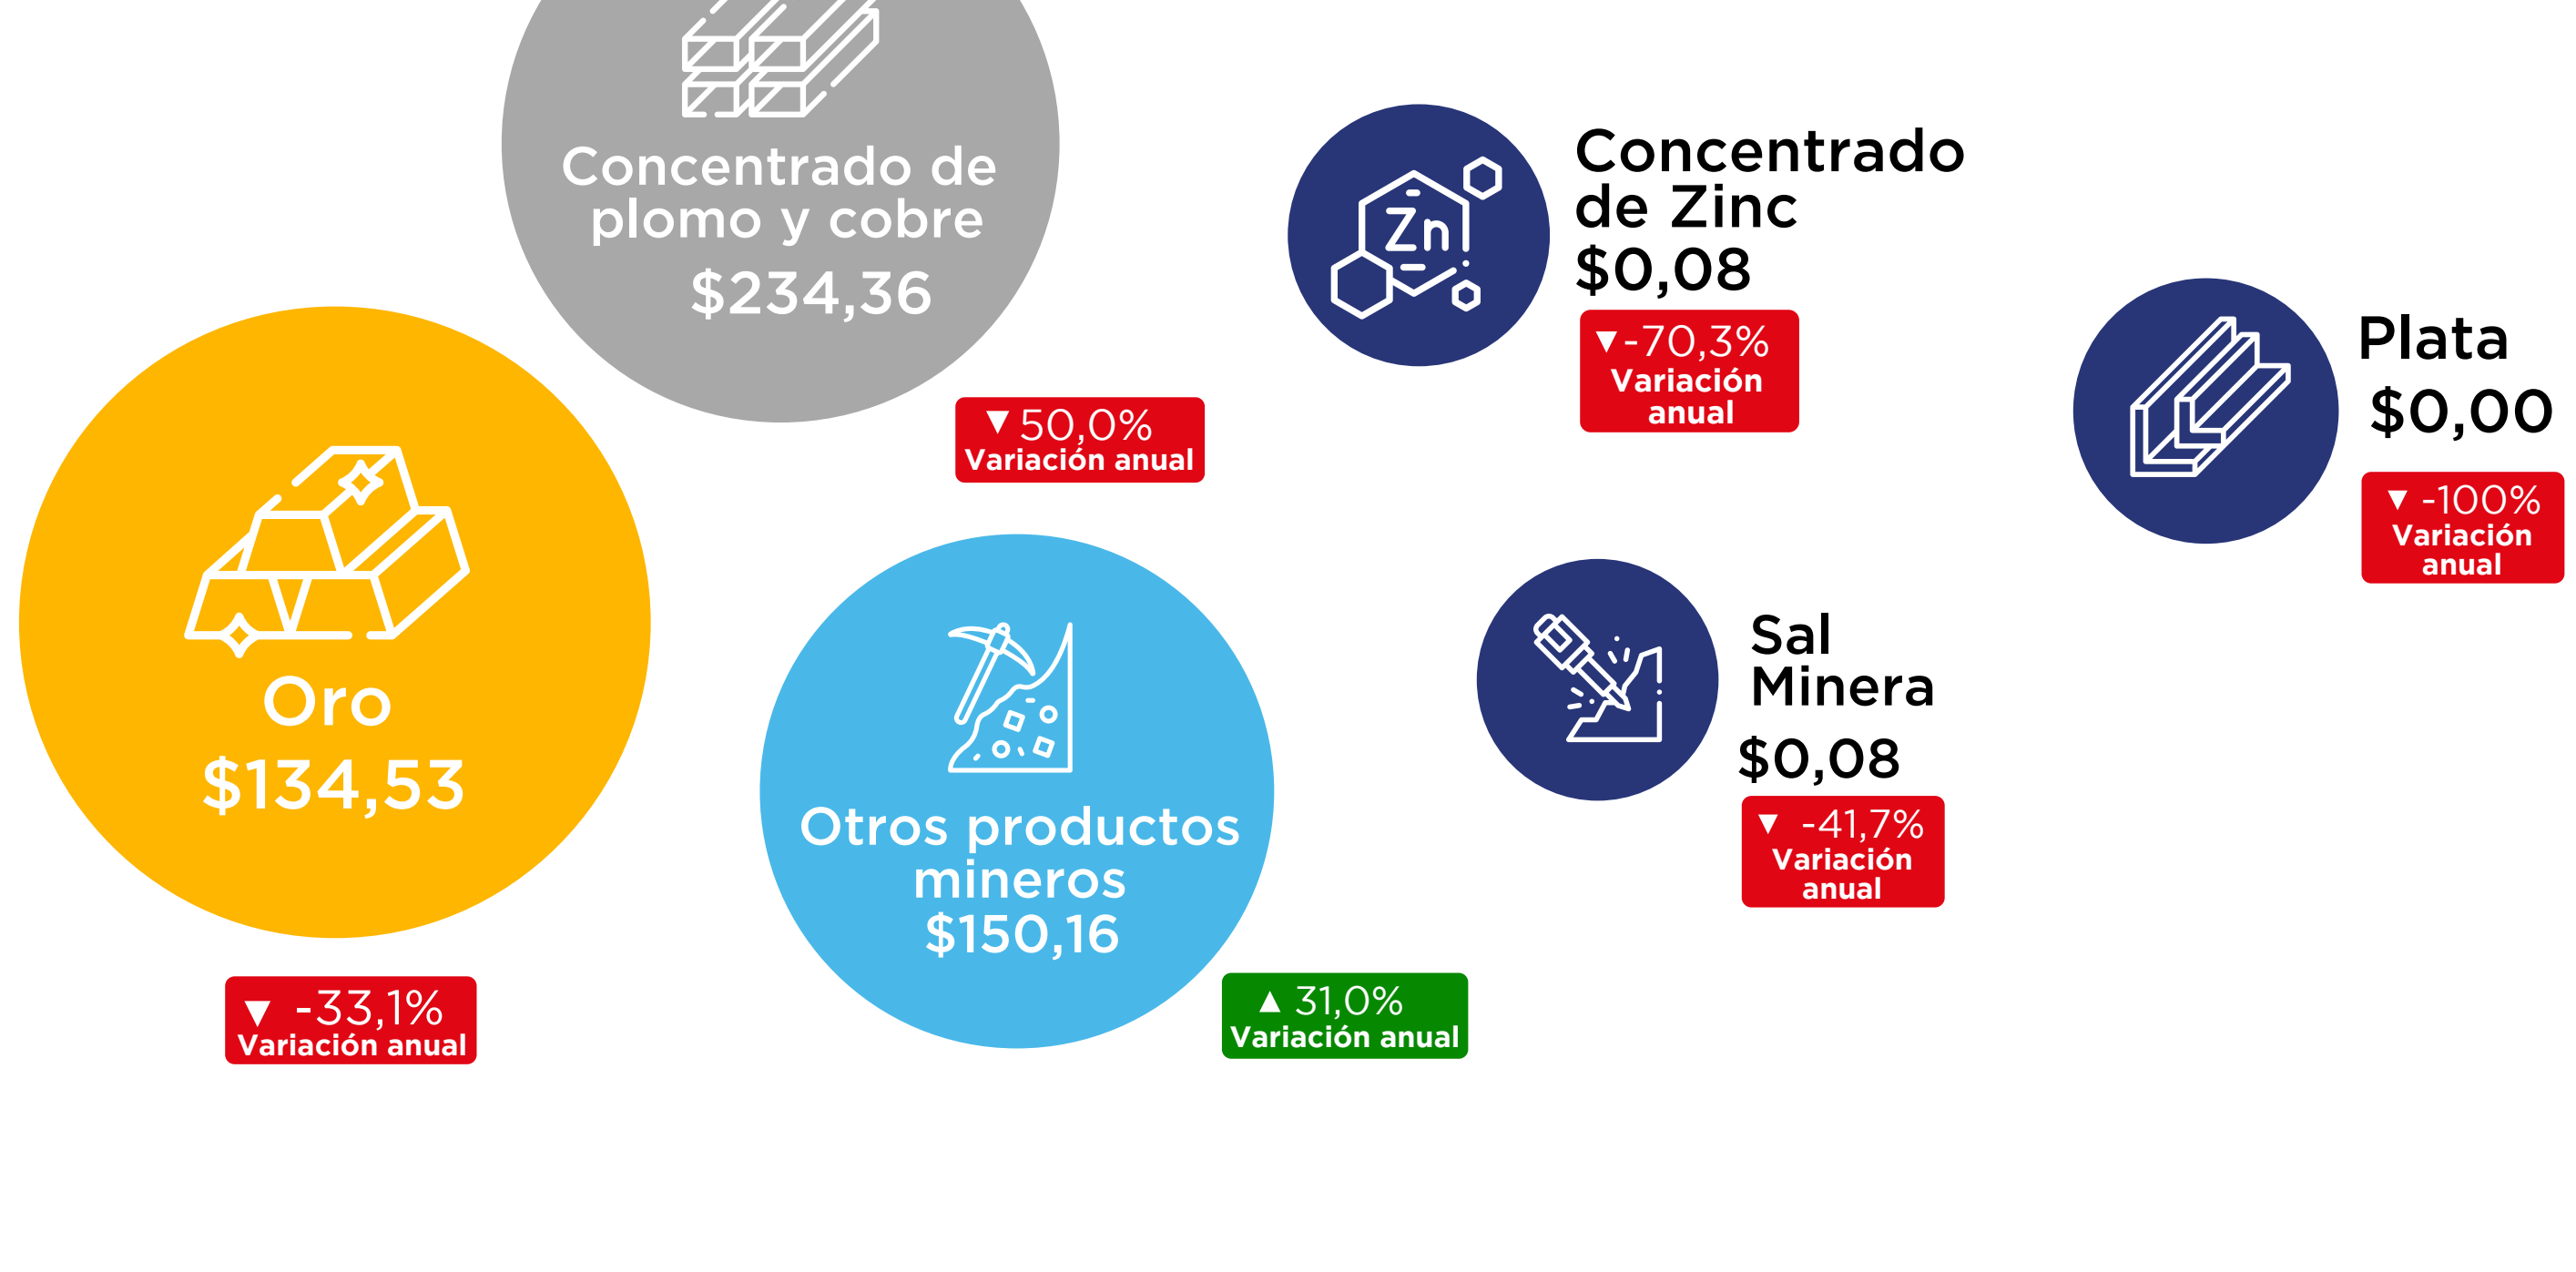 Concentrado de
plomo y cobre
$234,36
▼ 50,0%
Variación anual
Zn
Concentrado
de Zinc
$0,08
▼-70,3%
Variación
anual
Plata
$0,00
▼ -100%
Variación
anual
Oro
$134,53
▼ -33,1%
Variación anual
Otros productos
mineros
$150,16
▲ 31,0%
Variación anual
Sal
Minera
$0,08
▼ -41,7%
Variación
anual